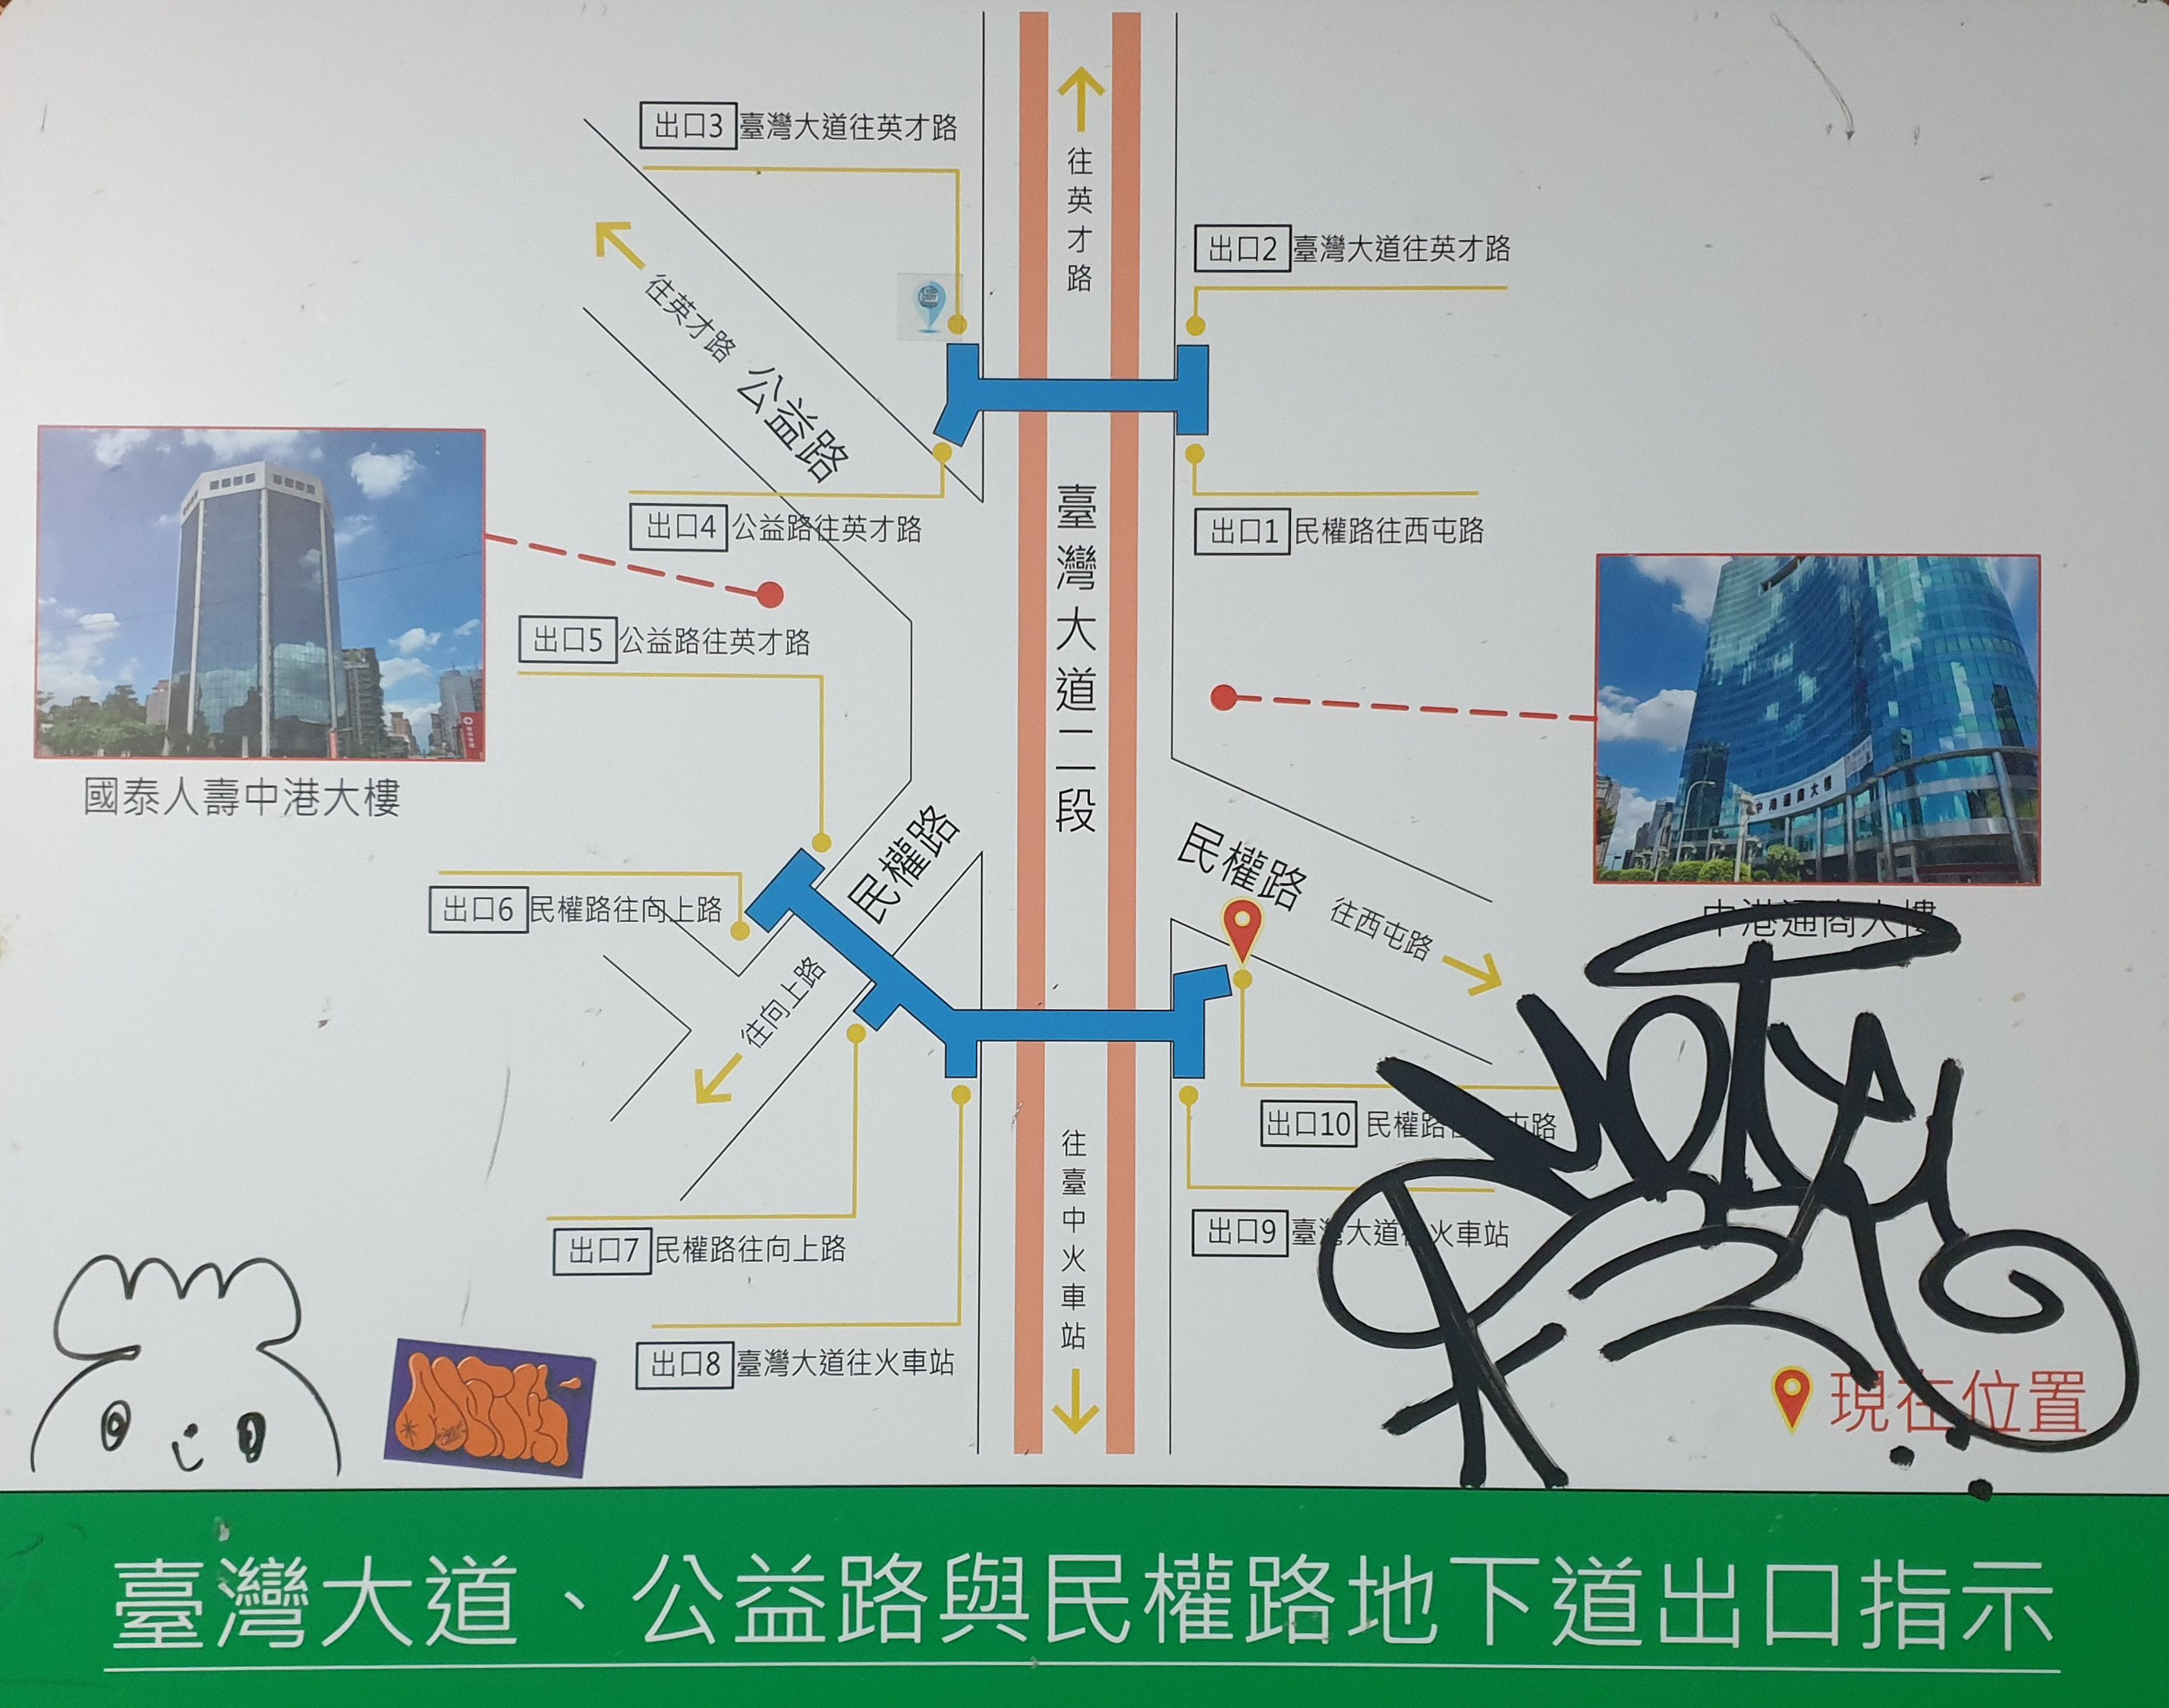 出口3 臺灣大道往英才路
往英才路
出口2 臺灣大道往英才路
往英才路
公益路
出口4 公益路往英才路
出口1 民權路往西屯路
臺灣大道二段
出口5 公益路往英才路
國泰人壽中港大樓
中港通商大樓
民權路
民權路
往西屯路
出口6 民權路往向上路
中港通商大樓
往向上路
出口10 民權路 屯路
往臺中火車站
出口9 臺灣大道往火車站
出口7 民權路往向上路
出口8 臺灣大道往火車站
現在位置
臺灣大道、公益路與民權路地下道出口指示